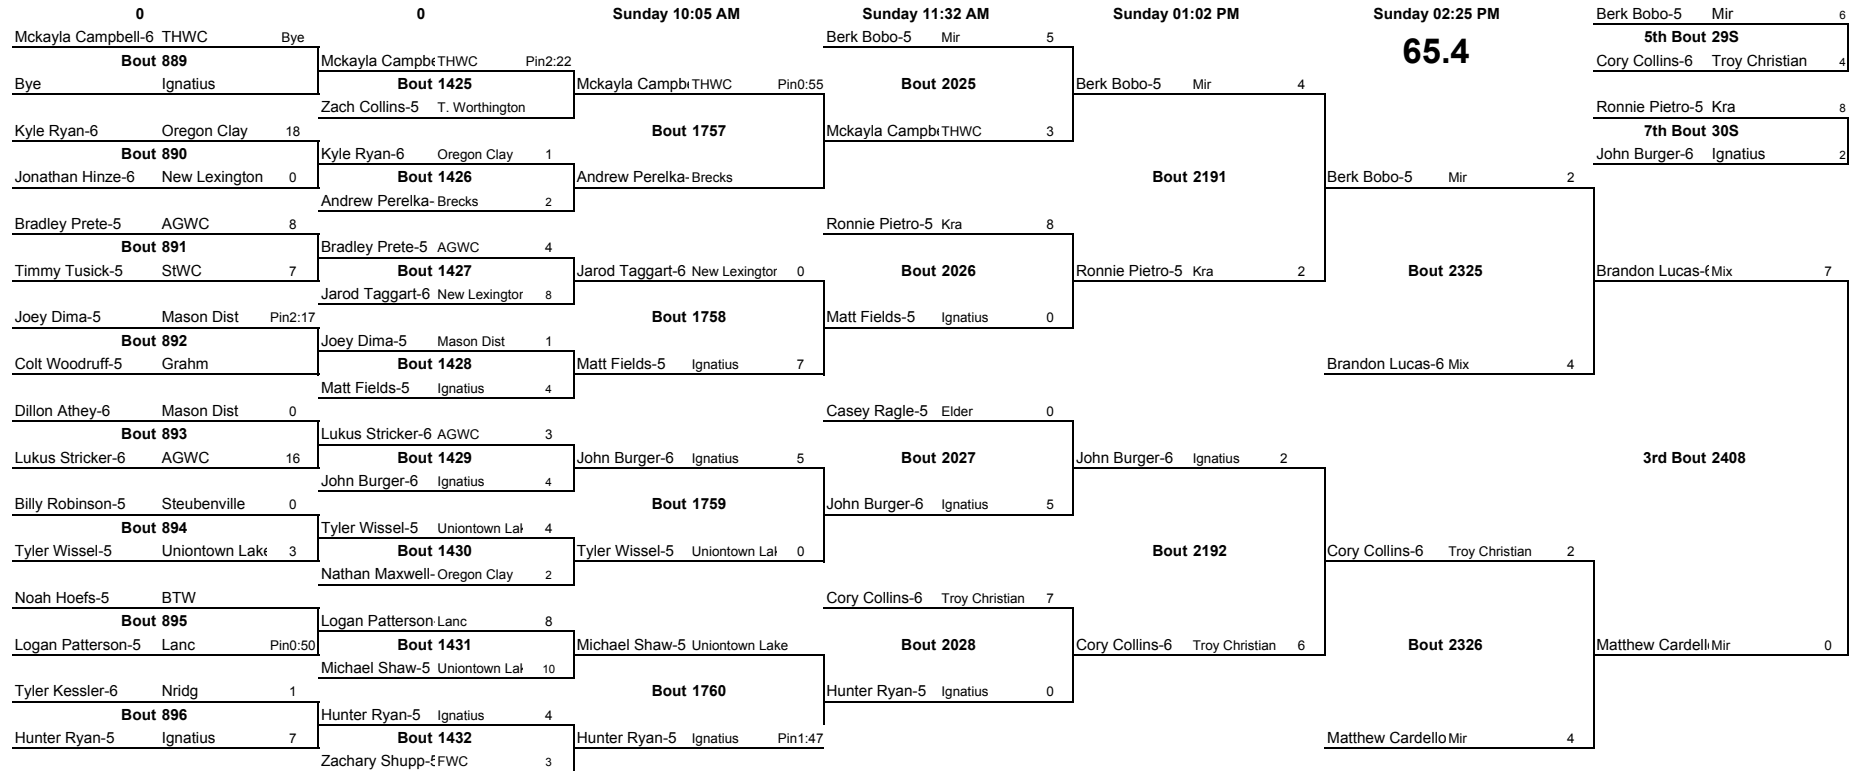 0 0 Sunday 10:05 AM Sunday 11:32 AM Sunday 01:02 PM Sunday 02:25 PM Berk Bobo-5 Mir 6
Mckayla Campbell-6 THWC Bye Berk Bobo-5 Mir 5 5th Bout 29S
Bout 889 Mckayla Campbe THWC Pin2:22 65.4 Cory Collins-6 Troy Christian 4
Bye Ignatius Bout 1425 Mckayla Campb THWC Pin0:55 Bout 2025 Berk Bobo-5 Mir 4
Zach Collins-5 T. Worthington Ronnie Pietro-5 Kra 8
Kyle Ryan-6 Oregon Clay 18 Bout 1757 Mckayla Campb THWC 3 7th Bout 30S
Bout 890 Kyle Ryan-6 Oregon Clay 1 John Burger-6 Ignatius 2
Jonathan Hinze-6 New Lexington 0 Bout 1426 Andrew Perelka- Brecks Bout 2191 Berk Bobo-5 Mir 2
Andrew Perelka- Brecks 2
Bradley Prete-5 AGWC 8 Ronnie Pietro-5 Kra 8
Bout 891 Bradley Prete-5 AGWC 4
Timmy Tusick-5 StWC 7 Bout 1427 Jarod Taggart-6 New Lexingtor 0 Bout 2026 Ronnie Pietro-5 Kra 2 Bout 2325 Brandon Lucas-6 Mix 7
Jarod Taggart-6 New Lexingtor 8
Joey Dima-5 Mason Dist Pin2:17 Bout 1758 Matt Fields-5 Ignatius 0
Bout 892 Joey Dima-5 Mason Dist 1
Colt Woodruff-5 Grahm Bout 1428 Matt Fields-5 Ignatius 7 Brandon Lucas-6 Mix 4
Matt Fields-5 Ignatius 4
Dillon Athey-6 Mason Dist 0 Casey Ragle-5 Elder 0
Bout 893 Lukus Stricker-6 AGWC 3
Lukus Stricker-6 AGWC 16 Bout 1429 John Burger-6 Ignatius 5 Bout 2027 John Burger-6 Ignatius 2 3rd Bout 2408
John Burger-6 Ignatius 4
Billy Robinson-5 Steubenville 0 Bout 1759 John Burger-6 Ignatius 5
Bout 894 Tyler Wissel-5 Uniontown Lak 4
Tyler Wissel-5 Uniontown Lake 3 Bout 1430 Tyler Wissel-5 Uniontown Lak 0 Bout 2192 Cory Collins-6 Troy Christian 2
Nathan Maxwell- Oregon Clay 2
Noah Hoefs-5 BTW Cory Collins-6 Troy Christian 7
Bout 895 Logan Patterson Lanc 8
Logan Patterson-5 Lanc Pin0:50 Bout 1431 Michael Shaw-5 Uniontown Lake Bout 2028 Cory Collins-6 Troy Christian 6 Bout 2326 Matthew Cardell Mir 0
Michael Shaw-5 Uniontown Lak 10
Tyler Kessler-6 Nridg 1 Bout 1760 Hunter Ryan-5 Ignatius 0
Bout 896 Hunter Ryan-5 Ignatius 4
Hunter Ryan-5 Ignatius 7 Bout 1432 Hunter Ryan-5 Ignatius Pin1:47 Matthew Cardello Mir 4
Zachary Shupp-5 FWC 3